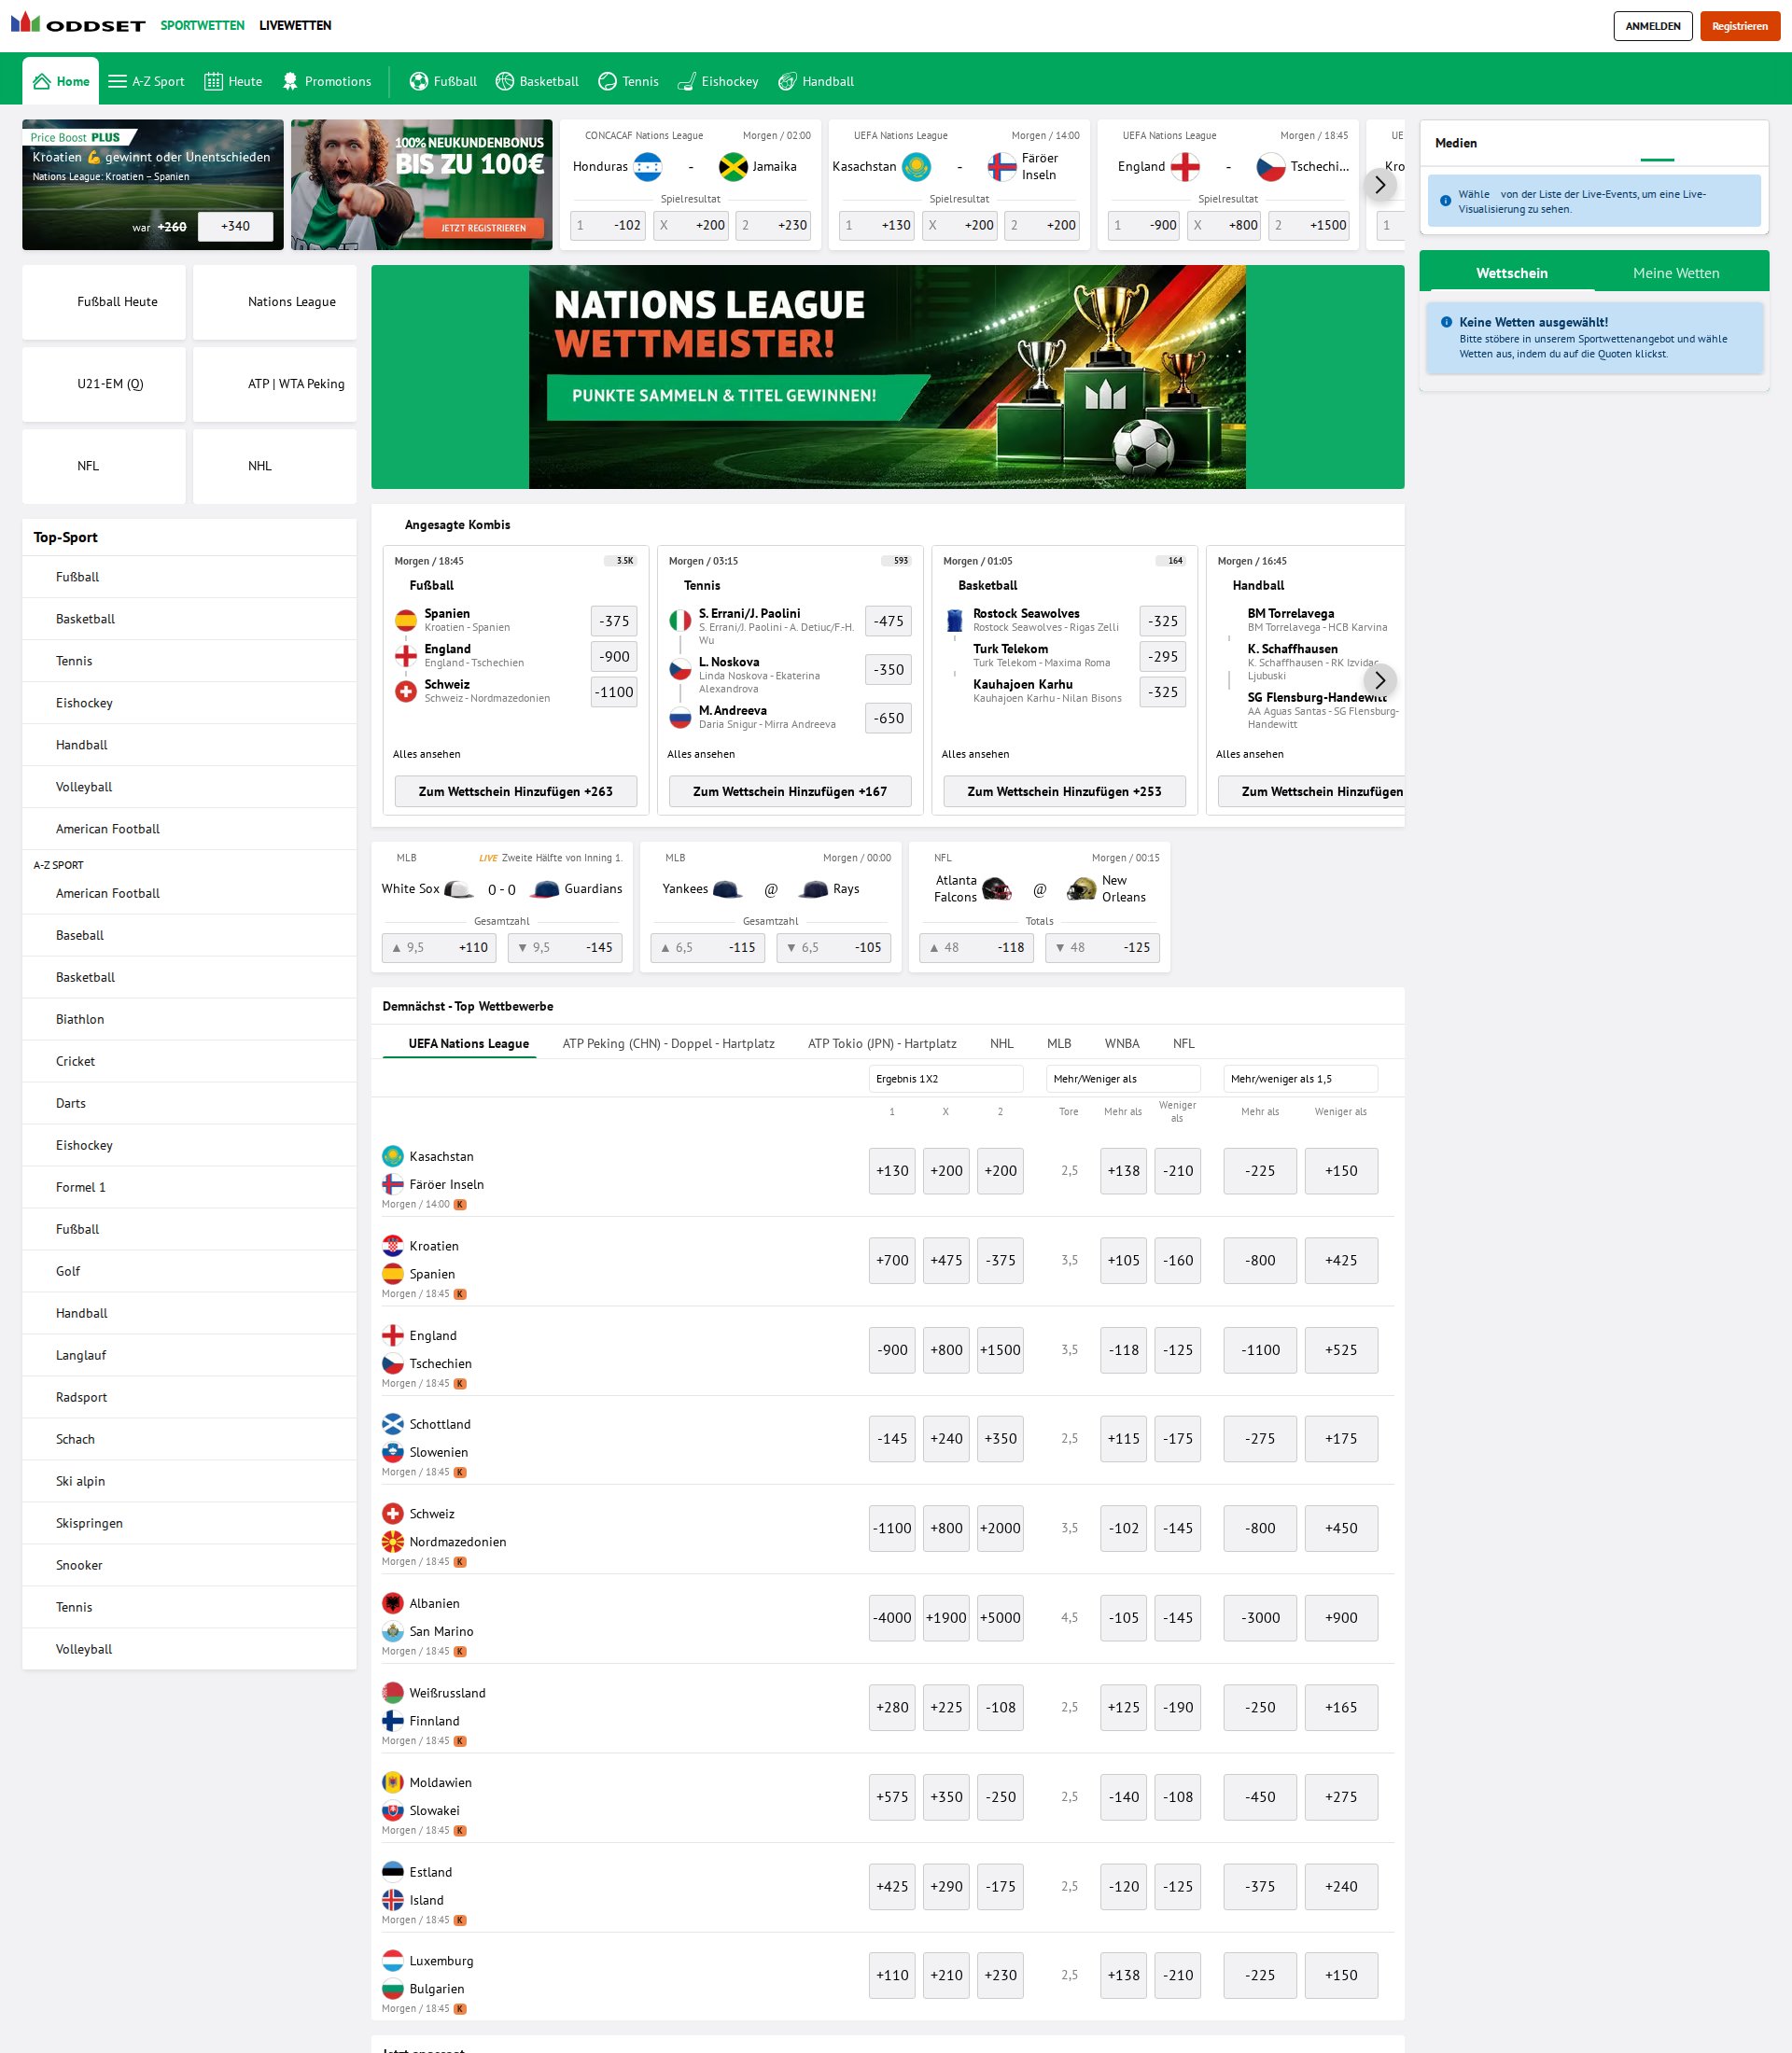 ODDSET SPORTWETTEN LIVEWETTEN
ANMELDEN Registrieren
Home A-Z Sport Heute Promotions Fußball Basketball Tennis Eishockey Handball
Price Boost PLUS
Kroatien 💪 gewinnt oder Unentschieden
Nations League: Kroatien – Spanien
war +260 +340
100% NEUKUNDENBONUS
BIS ZU 100€
JETZT REGISTRIEREN
CONCACAF Nations League Morgen / 02:00
Honduras - Jamaika
Spielresultat
1 -102 X +200 2 +230
UEFA Nations League Morgen / 14:00
Kasachstan - Färöer
Inseln
Spielresultat
1 +130 X +200 2 +200
UEFA Nations League Morgen / 18:45
England - Tschechi...
Spielresultat
1 -900 X +800 2 +1500
UE
Kro
1
Medien
Wähle von der Liste der Live-Events, um eine Live-
Visualisierung zu sehen.
Wettschein Meine Wetten
Keine Wetten ausgewählt!
Bitte stöbere in unserem Sportwettenangebot und wähle
Wetten aus, indem du auf die Quoten klickst.
Fußball Heute Nations League
U21-EM (Q) ATP | WTA Peking
NFL NHL
Top-Sport
Fußball
Basketball
Tennis
Eishockey
Handball
Volleyball
American Football
A-Z SPORT
American Football
Baseball
Basketball
Biathlon
Cricket
Darts
Eishockey
Formel 1
Fußball
Golf
Handball
Langlauf
Radsport
Schach
Ski alpin
Skispringen
Snooker
Tennis
Volleyball
NATIONS LEAGUE
WETTMEISTER!
PUNKTE SAMMELN & TITEL GEWINNEN!
Angesagte Kombis
Morgen / 18:45 3.5K
Fußball
Spanien -375
Kroatien - Spanien
England -900
England - Tschechien
Schweiz -1100
Schweiz - Nordmazedonien
Alles ansehen
Zum Wettschein Hinzufügen +263
Morgen / 03:15 593
Tennis
S. Errani/J. Paolini -475
S. Errani/J. Paolini - A. Detiuc/F-H.
Wu
L. Noskova -350
Linda Noskova - Ekaterina
Alexandrova
M. Andreeva -650
Daria Snigur - Mirra Andreeva
Alles ansehen
Zum Wettschein Hinzufügen +167
Morgen / 01:05 164
Basketball
Rostock Seawolves -325
Rostock Seawolves - Rigas Zelli
Turk Telekom -295
Turk Telekom - Maxima Roma
Kauhajoen Karhu -325
Kauhajoen Karhu - Nilan Bisons
Alles ansehen
Zum Wettschein Hinzufügen +253
Morgen / 16:45
Handball
BM Torrelavega
BM Torrelavega - HCB Karvina
K. Schaffhausen
K. Schaffhausen - RK Izvidac
Ljubuski
SG Flensburg-Handewitt
AA Aguas Santas - SG Flensburg-
Handewitt
Alles ansehen
Zum Wettschein Hinzufügen
MLB LIVE Zweite Hälfte von Inning 1.
White Sox 0 - 0 Guardians
Gesamtzahl
▲ 9,5 +110 ▼ 9,5 -145
MLB Morgen / 00:00
Yankees @ Rays
Gesamtzahl
▲ 6,5 -115 ▼ 6,5 -105
NFL Morgen / 00:15
Atlanta
Falcons @ New
Orleans
Totals
▲ 48 -118 ▼ 48 -125
Demnächst - Top Wettbewerbe
UEFA Nations League ATP Peking (CHN) - Doppel - Hartplatz ATP Tokio (JPN) - Hartplatz NHL MLB WNBA NFL
Ergebnis 1X2 Mehr/Weniger als Mehr/weniger als 1,5
1 X 2 Tore Mehr als Weniger
als Mehr als Weniger als
Kasachstan
Färöer Inseln
Morgen / 14:00 K
+130 +200 +200 2,5 +138 -210 -225 +150
Kroatien
Spanien
Morgen / 18:45 K
+700 +475 -375 3,5 +105 -160 -800 +425
England
Tschechien
Morgen / 18:45 K
-900 +800 +1500 3,5 -118 -125 -1100 +525
Schottland
Slowenien
Morgen / 18:45 K
-145 +240 +350 2,5 +115 -175 -275 +175
Schweiz
Nordmazedonien
Morgen / 18:45 K
-1100 +800 +2000 3,5 -102 -145 -800 +450
Albanien
San Marino
Morgen / 18:45 K
-4000 +1900 +5000 4,5 -105 -145 -3000 +900
Weißrussland
Finnland
Morgen / 18:45 K
+280 +225 -108 2,5 +125 -190 -250 +165
Moldawien
Slowakei
Morgen / 18:45 K
+575 +350 -250 2,5 -140 -108 -450 +275
Estland
Island
Morgen / 18:45 K
+425 +290 -175 2,5 -120 -125 -375 +240
Luxemburg
Bulgarien
Morgen / 18:45 K
+110 +210 +230 2,5 +138 -210 -225 +150